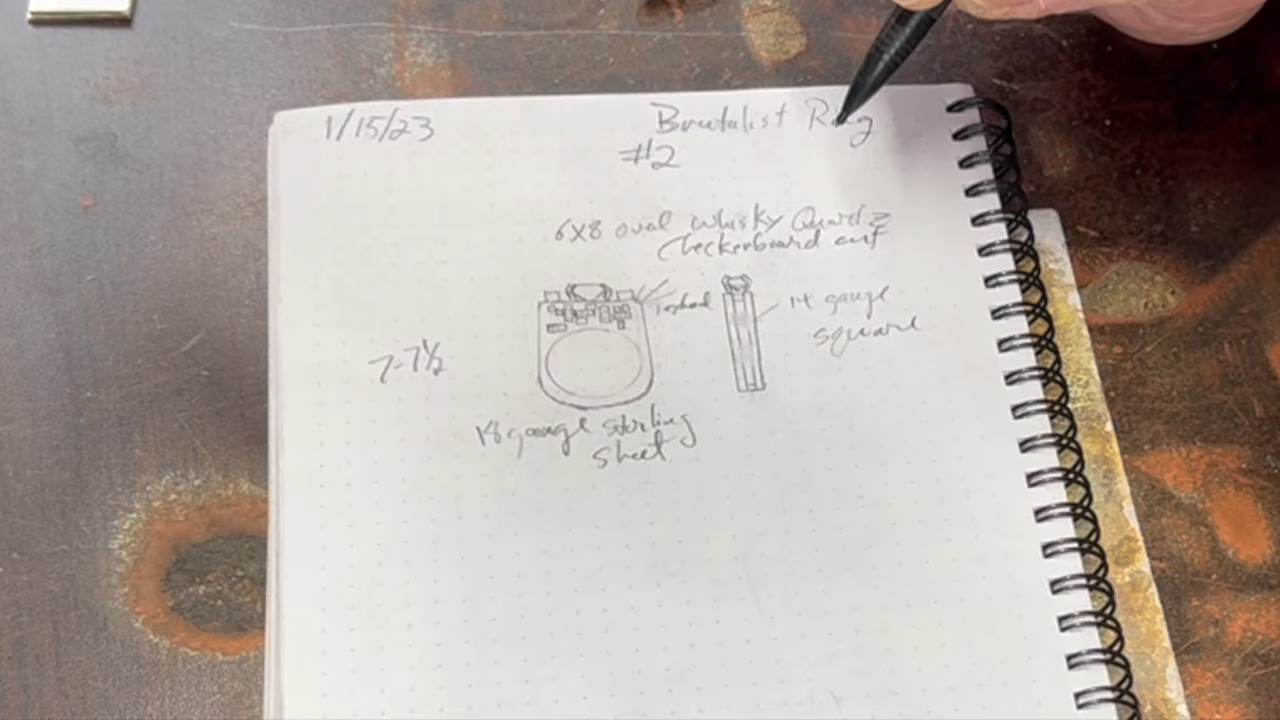 1/15/23
Brutalist Ring
#2
6x8 oval Whisky Quartz
Checkerboard cut
14 gauge
square
7-7½
18 gauge sterling
sheet